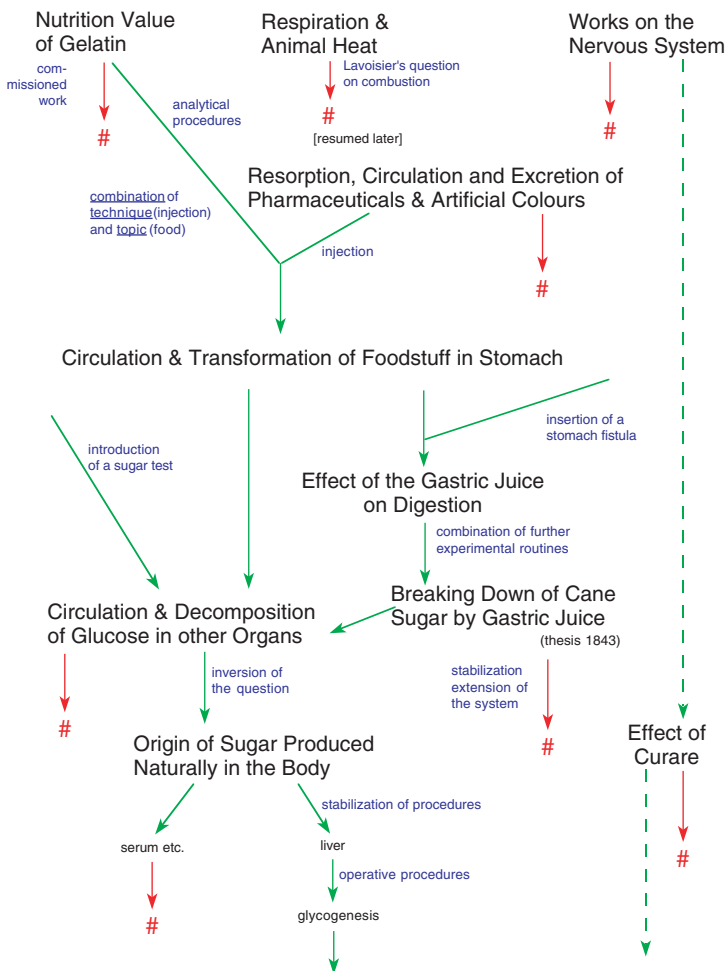 Nutrition Value
of Gelatin
Respiration &
Animal Heat
Works on the
Nervous System
com-
missioned
work
#
analytical
procedures
Lavoisier's question
on combustion
#
[resumed later]
#
Resorption, Circulation and Excretion of
Pharmaceuticals & Artificial Colours
combination of
technique (injection)
and topic (food)
injection
#
Circulation & Transformation of Foodstuff in Stomach
introduction
of a sugar test
insertion of a
stomach fistula
Effect of the Gastric Juice
on Digestion
combination of further
experimental routines
Circulation & Decomposition
of Glucose in other Organs
Breaking Down of Cane
Sugar by Gastric Juice
(thesis 1843)
#
inversion of
the question
stabilization
extension of
the system
#
Origin of Sugar Produced
Naturally in the Body
Effect of
Curare
#
stabilization of procedures
serum etc.
liver
#
operative procedures
glycogenesis